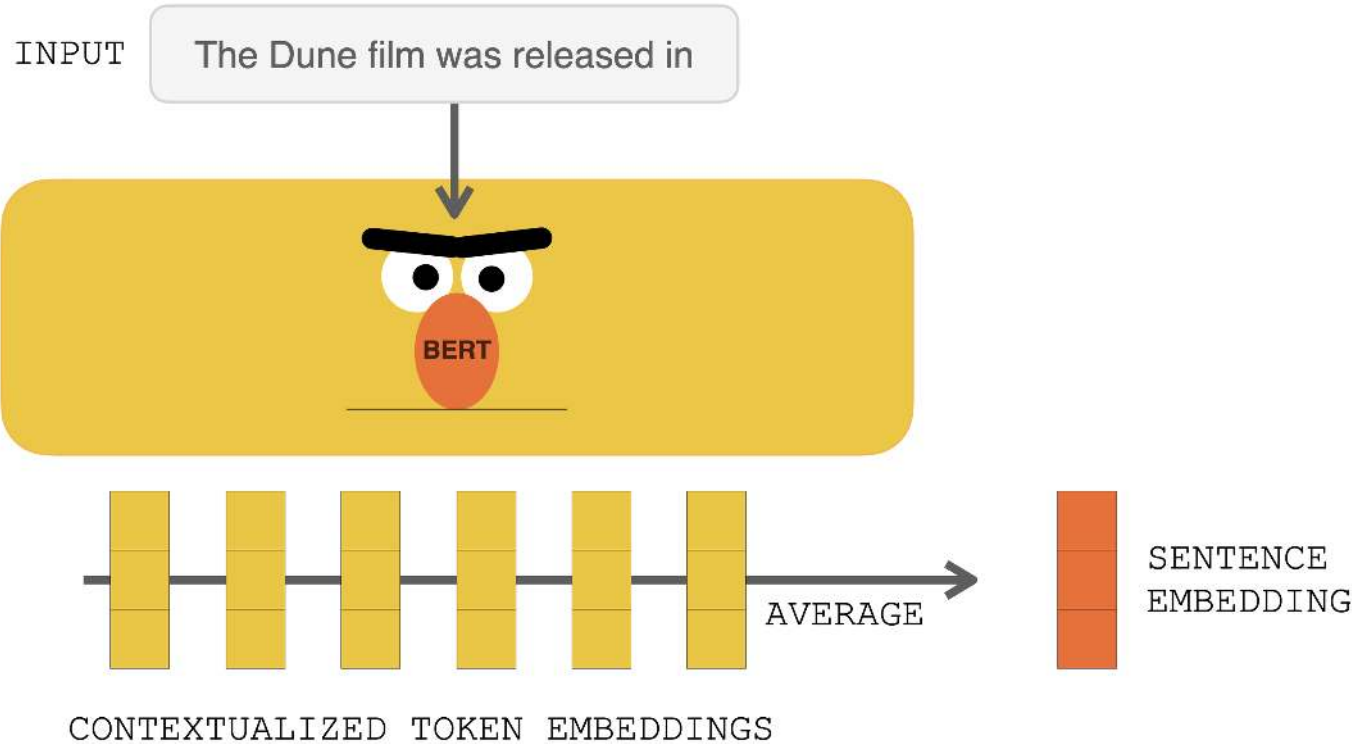 INPUT
The Dune film was released in
BERT
AVERAGE
SENTENCE
EMBEDDING
CONTEXTUALIZED TOKEN EMBEDDINGS